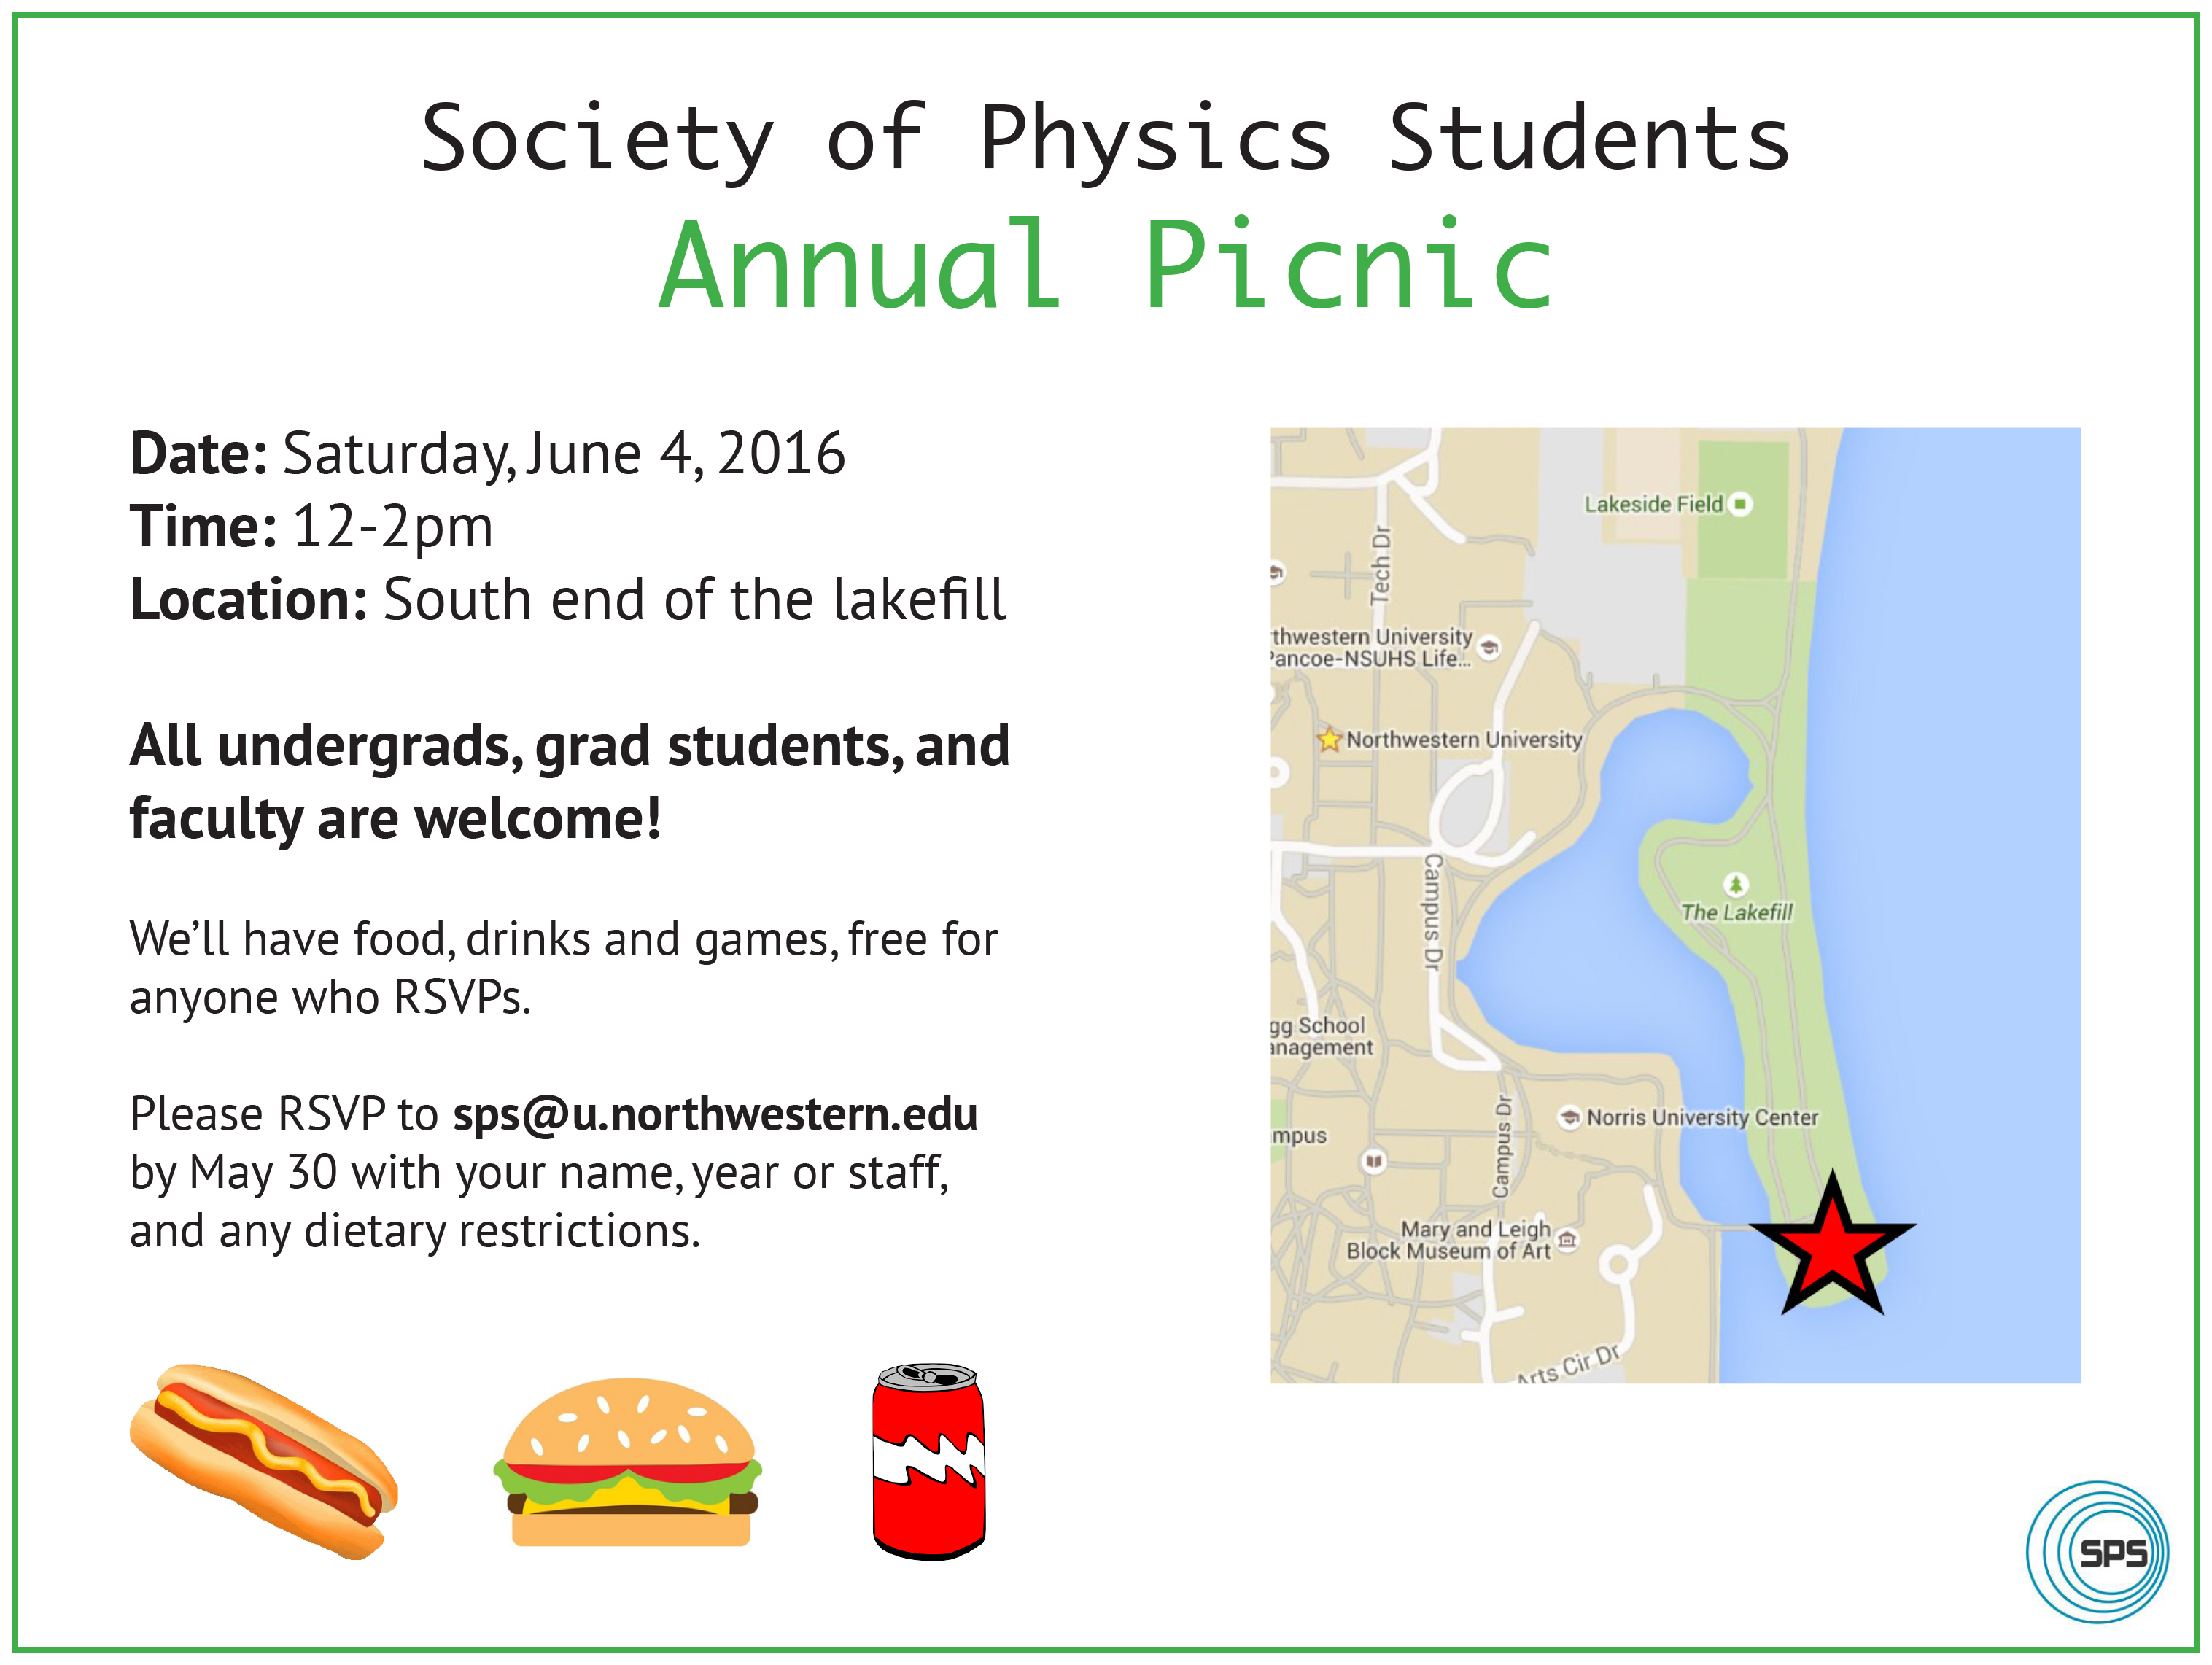 Society of Physics Students
Annual Picnic
Date: Saturday, June 4, 2016
Time: 12-2pm
Location: South end of the lakefill
All undergrads, grad students, and
faculty are welcome!
We'll have food, drinks and games, free for
anyone who RSVPs.
Please RSVP to sps@u.northwestern.edu
by May 30 with your name, year or staff,
and any dietary restrictions.
Lakeside Field
Tech Dr
thwestern University
Pancoe-NSUHS Life...
Northwestern University
Campus Dr
The Lakefill
gg School
anagement
Norris University Center
mpus
Campus Dr
Mary and Leigh
Block Museum of Art
Arts Cir Dr
SPS